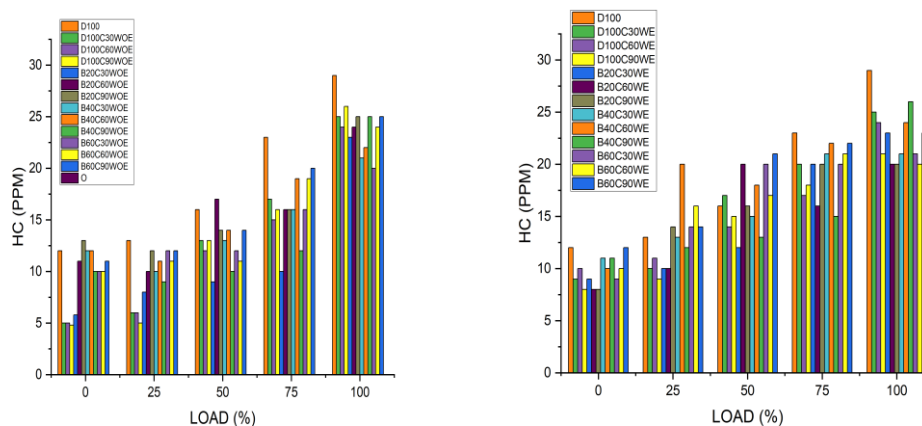 D100
D100C30WOE
D100C60WOE
D100C90WOE
B20C30WOE
B20C60WOE
B20C90WOE
B40C30WOE
B40C60WOE
B40C90WOE
B60C30WOE
B60C60WOE
B60C90WOE
O
HC (PPM)
30
25
20
15
10
5
0
0 25 50 75 100
LOAD (%)
D100
D100C30WE
D100C60WE
D100C90WE
B20C30WE
B20C60WE
B20C90WE
B40C30WE
B40C60WE
B40C90WE
B60C30WE
B60C60WE
B60C90WE
HC (PPM)
30
25
20
15
10
5
0
0 25 50 75 100
LOAD (%)